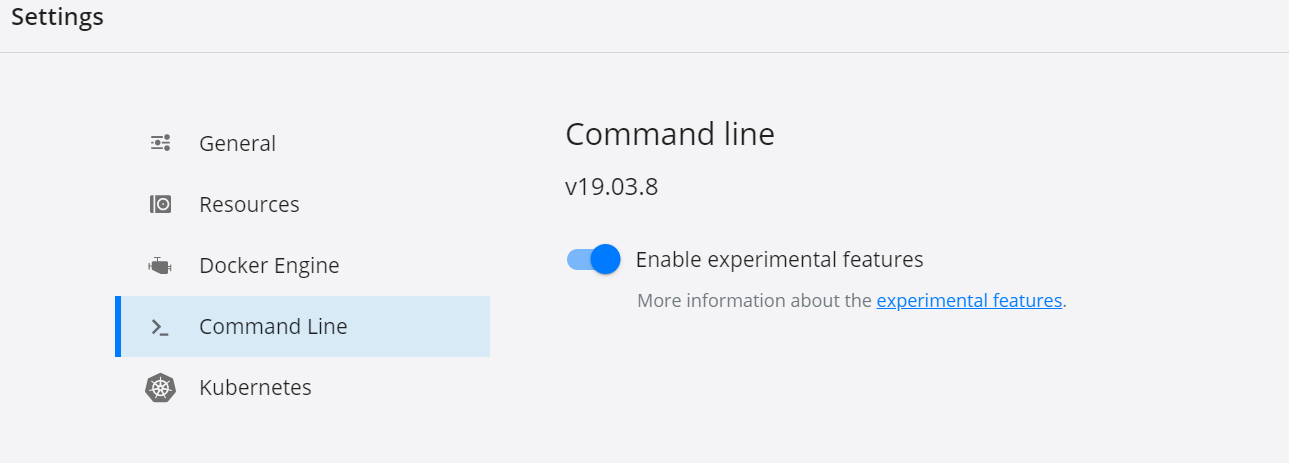 Settings
General
Resources
Docker Engine
Command Line
Kubernetes
Command line
v19.03.8
Enable experimental features
More information about the experimental features.